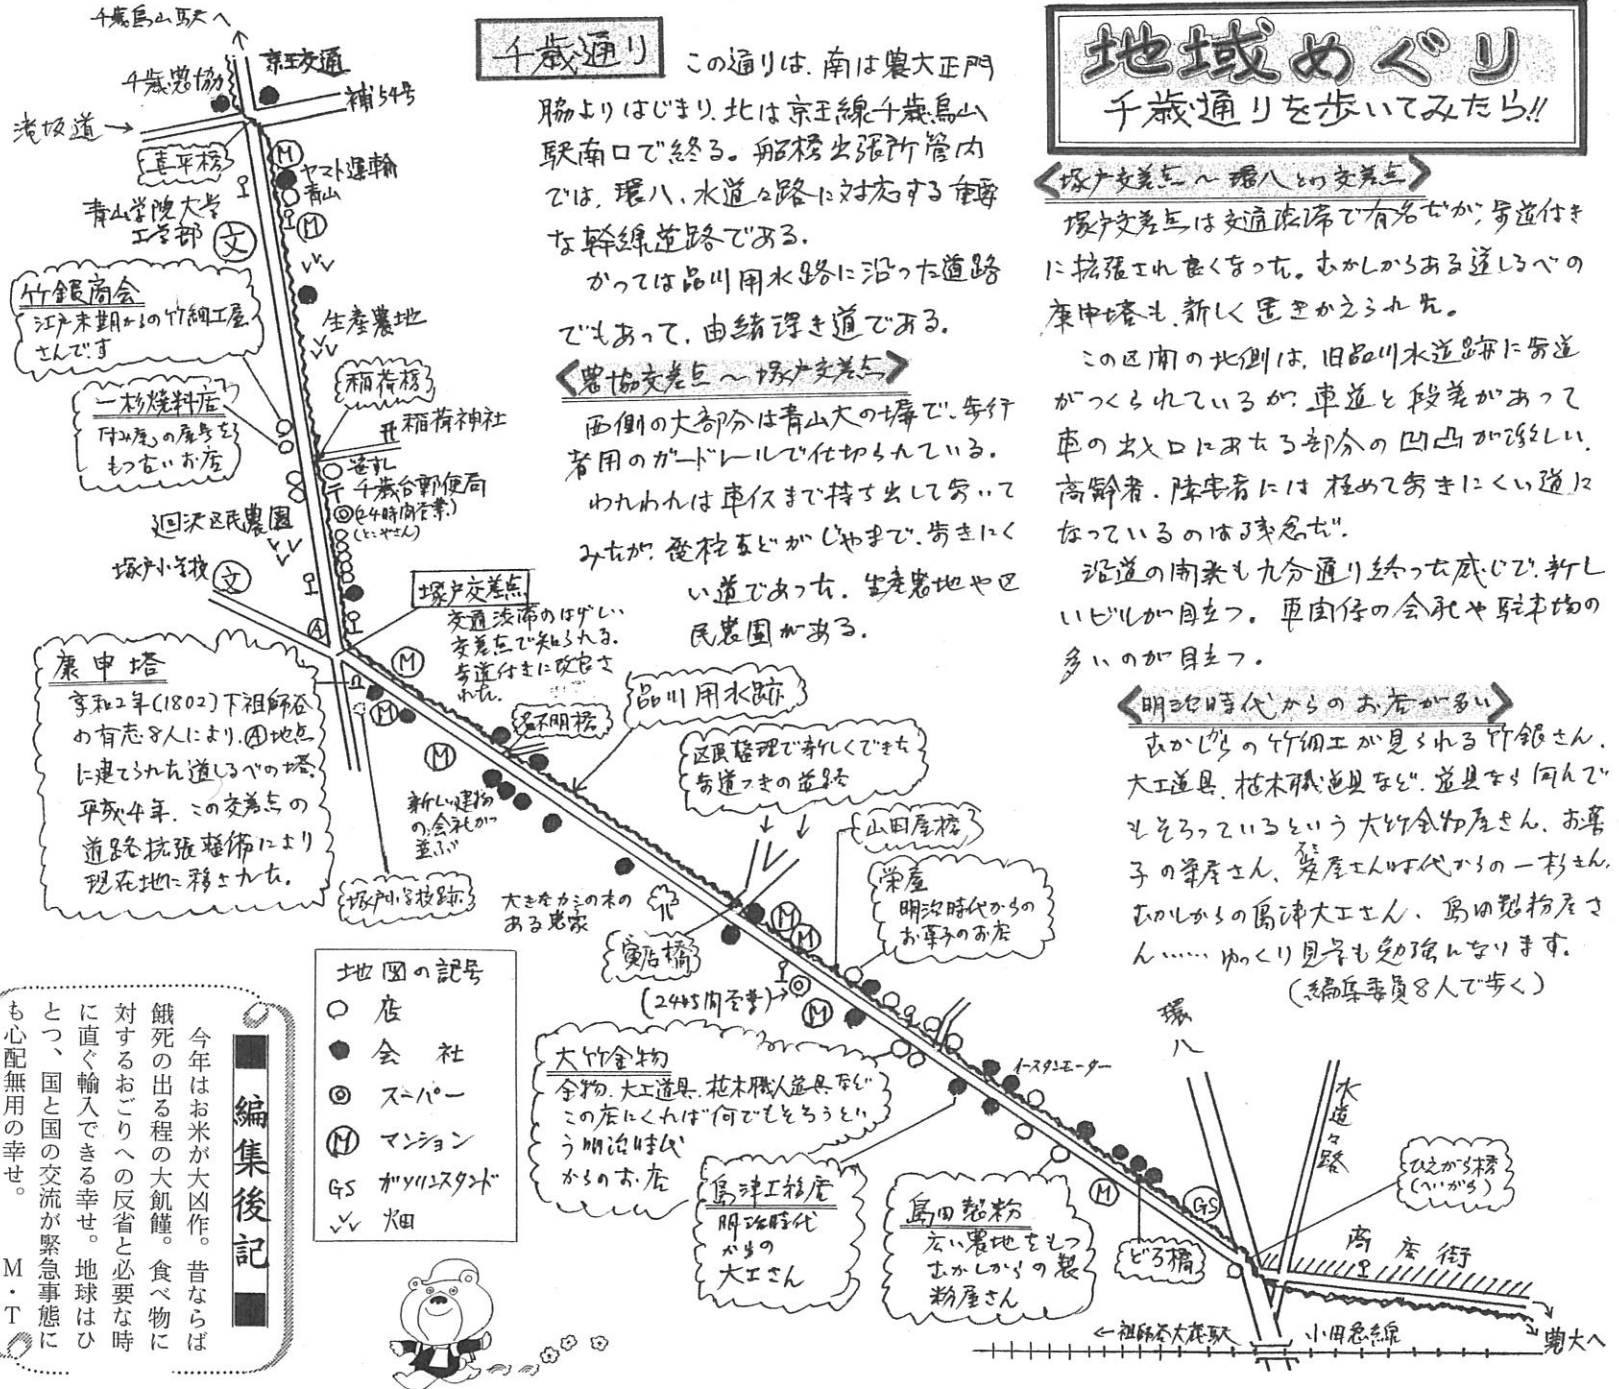 地域めぐり
千歳通りを歩いてみたら!!
千歳通り
この通りは、南は農大正門
脇よりはじまり、北は京王線千歳烏山
駅南口で終る。船橋出張所管内
では、環八、水道々路に対応する重要
な幹線道路である。
かつては品川用水路に沿った道路
でもあって、由緒深き道である。
〈農協交差点～塚戸交差点〉
西側の大部分は青山大の塀で、歩行
者用のガードレールで仕切られている。
われわれは車イスまで持ち出して歩いて
みたが、電柱などがじゃまで、歩きにく
い道であった。生産農地や区
民農園がある。
〈塚戸交差点～環八との交差点〉
塚戸交差点は交通渋滞で有名だが、歩道付き
に拡張され良くなった。むかしからある道しるべの
庚申塔も、新しく置きかえられた。
この区間の北側は、旧品川水道跡に歩道
がつくられているが、車道と段差があって
車の出入口にあたる部分の凹凸が激しい。
高齢者・障害者には極めて歩きにくい道に
なっているのは残念だ。
沿道の開発も九分通り終った感じで、新し
いビルが目立つ。車関係の会社や駐車場の
多いのが目立つ。
〈明治時代からのお店が多い〉
むかしからの竹細工が見られる竹銀さん、
大工道具、植木職道具など、道具なら何んで
もそろっているという大竹金物屋さん、お菓
子の栄屋さん、炭屋さん時代からの一杉さん、
スミ
むかしからの島津大工さん、島田製粉屋さ
ん……ゆっくり見学も勉強になります。
(編集委員8人で歩く)
千歳烏山駅へ
京王交通
千歳農協
補54号
滝坂道→
喜平橋
M
ヤマト運輸
青山
M
青山学院大学
工学部
文
竹銀商会
江戸末期からの竹細工屋
さんです
生産農地
稲荷橋
稲荷神社
一杉燃料店
「すみ屋」の屋号を
もつ古いお店
笹すし
〒千歳台郵便局
(24時間営業)
(とこやさん)
廻沢区民農園
塚戸小学校
文
塚戸交差点
交通渋滞のはげしい
交差点で知られる。
歩道付きに改良さ
れた。
A
M
M
M
庚申塔
享和2年(1802)下祖師谷
の有志8人により、Ⓐ地点
に建てられた道しるべの塔。
平成4年、この交差点の
道路拡張整備により
現在地に移された。
塚戸小学校跡
品川用水跡
名不明橋
新しい建物
の会社が
並ぶ
区民整理で新しくできた
歩道つきの道路
山田屋橋
栄屋
明治時代からの
お菓子のお店
大きなカシの木の
ある農家
M
M
(24時間営業)→
M
大竹金物
金物、大工道具、植木職人道具など
この店にくれば何でもそろうとい
う明治時代
からのお店
島津工務店
明治時代
からの
大工さん
島田製粉
広い農地をもつ
むかしからの製
粉屋さん
イースタンモーター
M
GS
どろ橋
環八
水道々路
ひえがら橋
(へいがら)
商店街
農大へ
←祖師谷大蔵駅
小田急線
地図の記号
店
会社
スーパー
M マンション
GS ガソリンスタンド
畑
編集後記
今年はお米が大凶作。昔ならば
餓死の出る程の大飢饉。食べ物に
対するおごりへの反省と必要な時
に直ぐ輸入できる幸せ。地球はひ
とつ、国と国の交流が緊急事態に
も心配無用の幸せ。 M・T